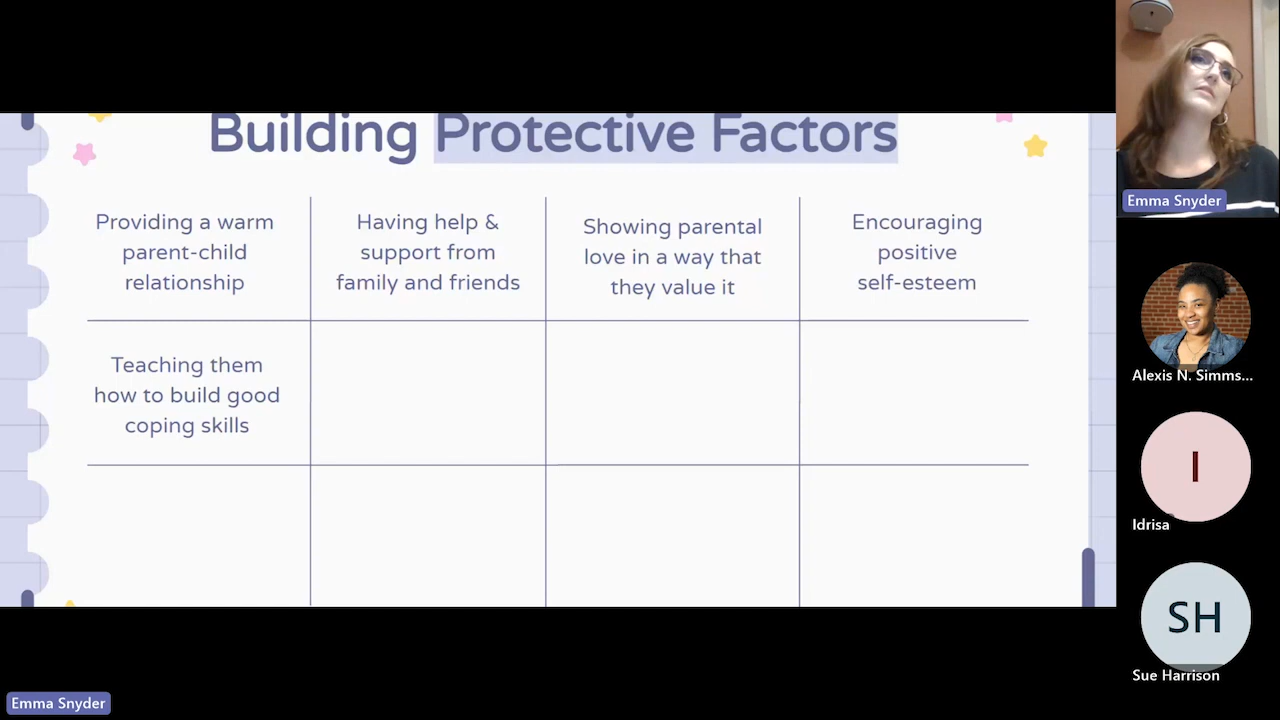 Building Protective Factors
Providing a warm
parent-child
relationship
Having help &
support from
family and friends
Showing parental
love in a way that
they value it
Encouraging
positive
self-esteem
Teaching them
how to build good
coping skills
Emma Snyder
Alexis N. Simms...
I
Idrisa
SH
Sue Harrison
Emma Snyder